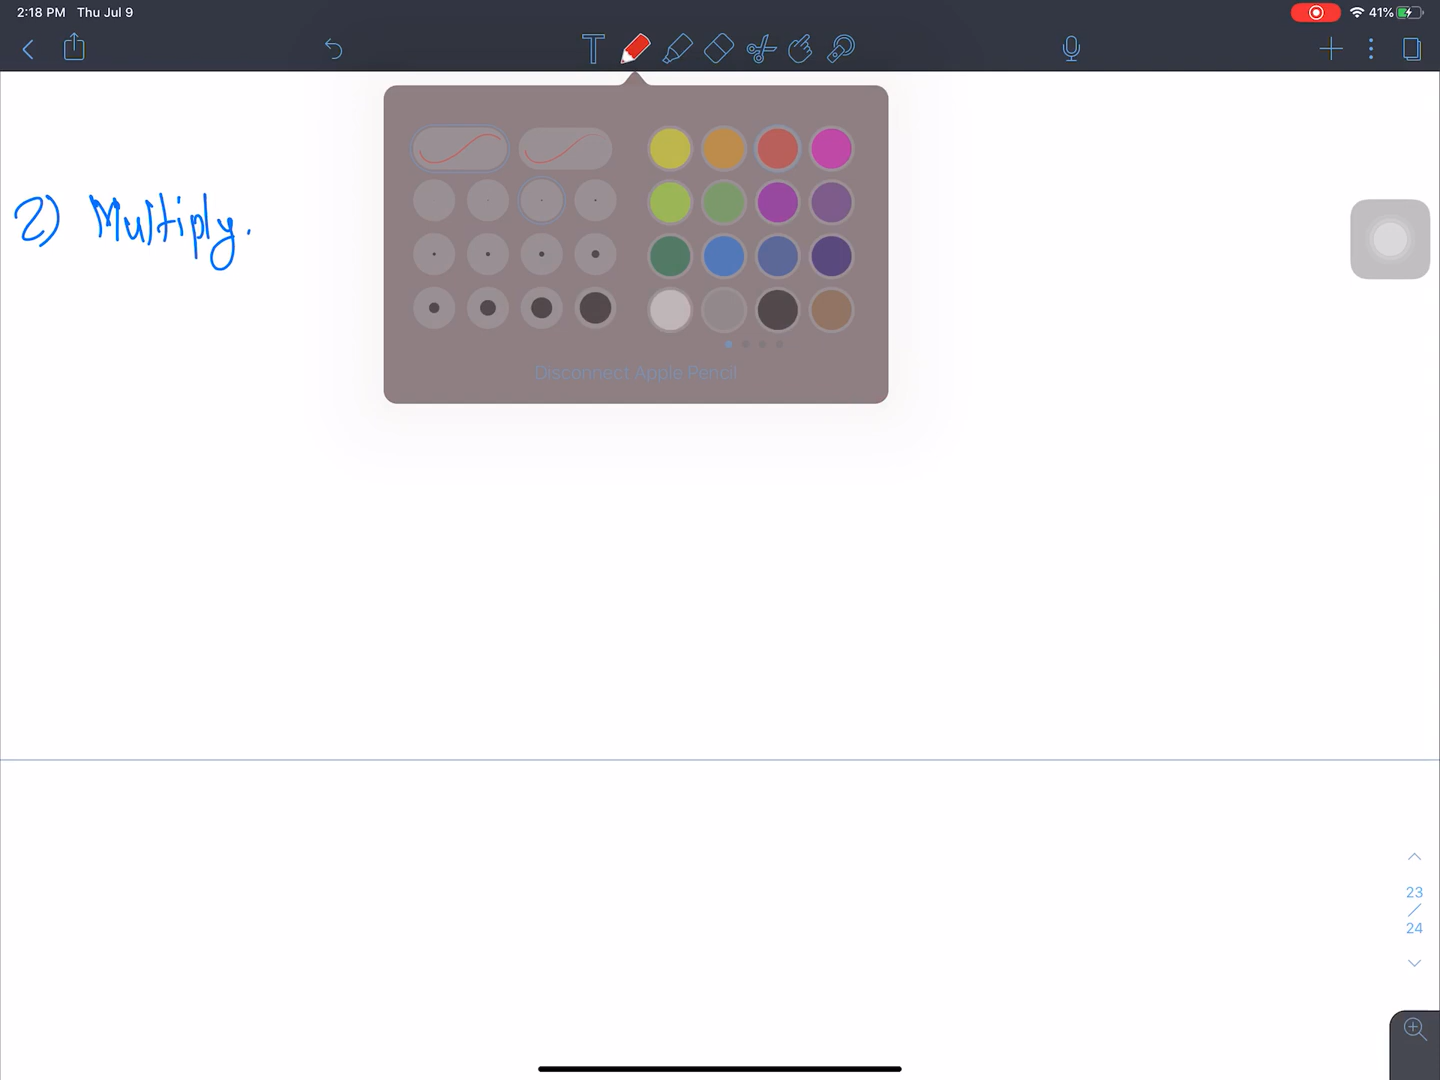 2:18 PM Thu Jul 9
41%
T
2) Multiply.
Disconnect Apple Pencil
23
/
24